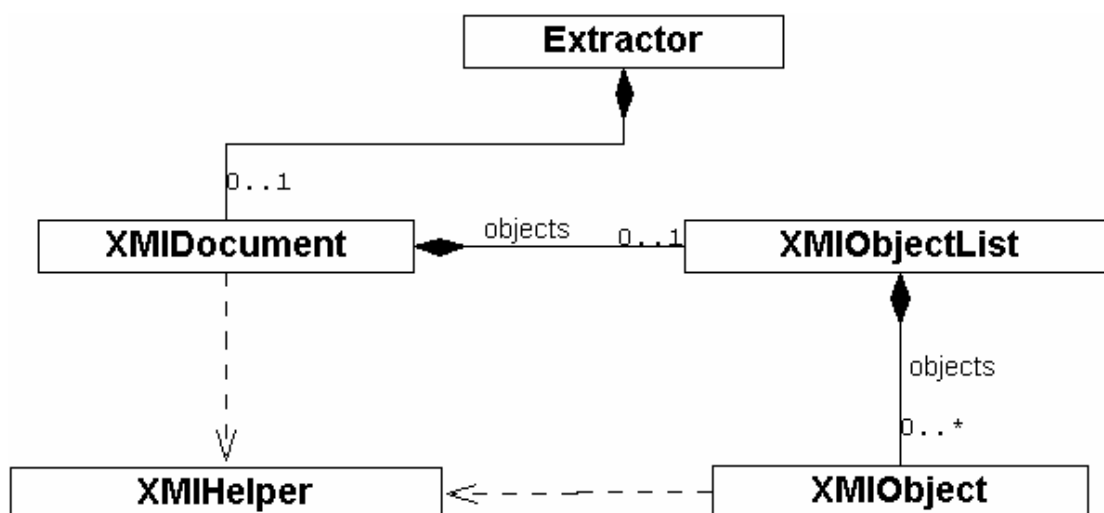 Extractor
0..1
XMIDocument
objects
0..1
XMIObjectList
objects
0..*
XMIHelper
XMIObject